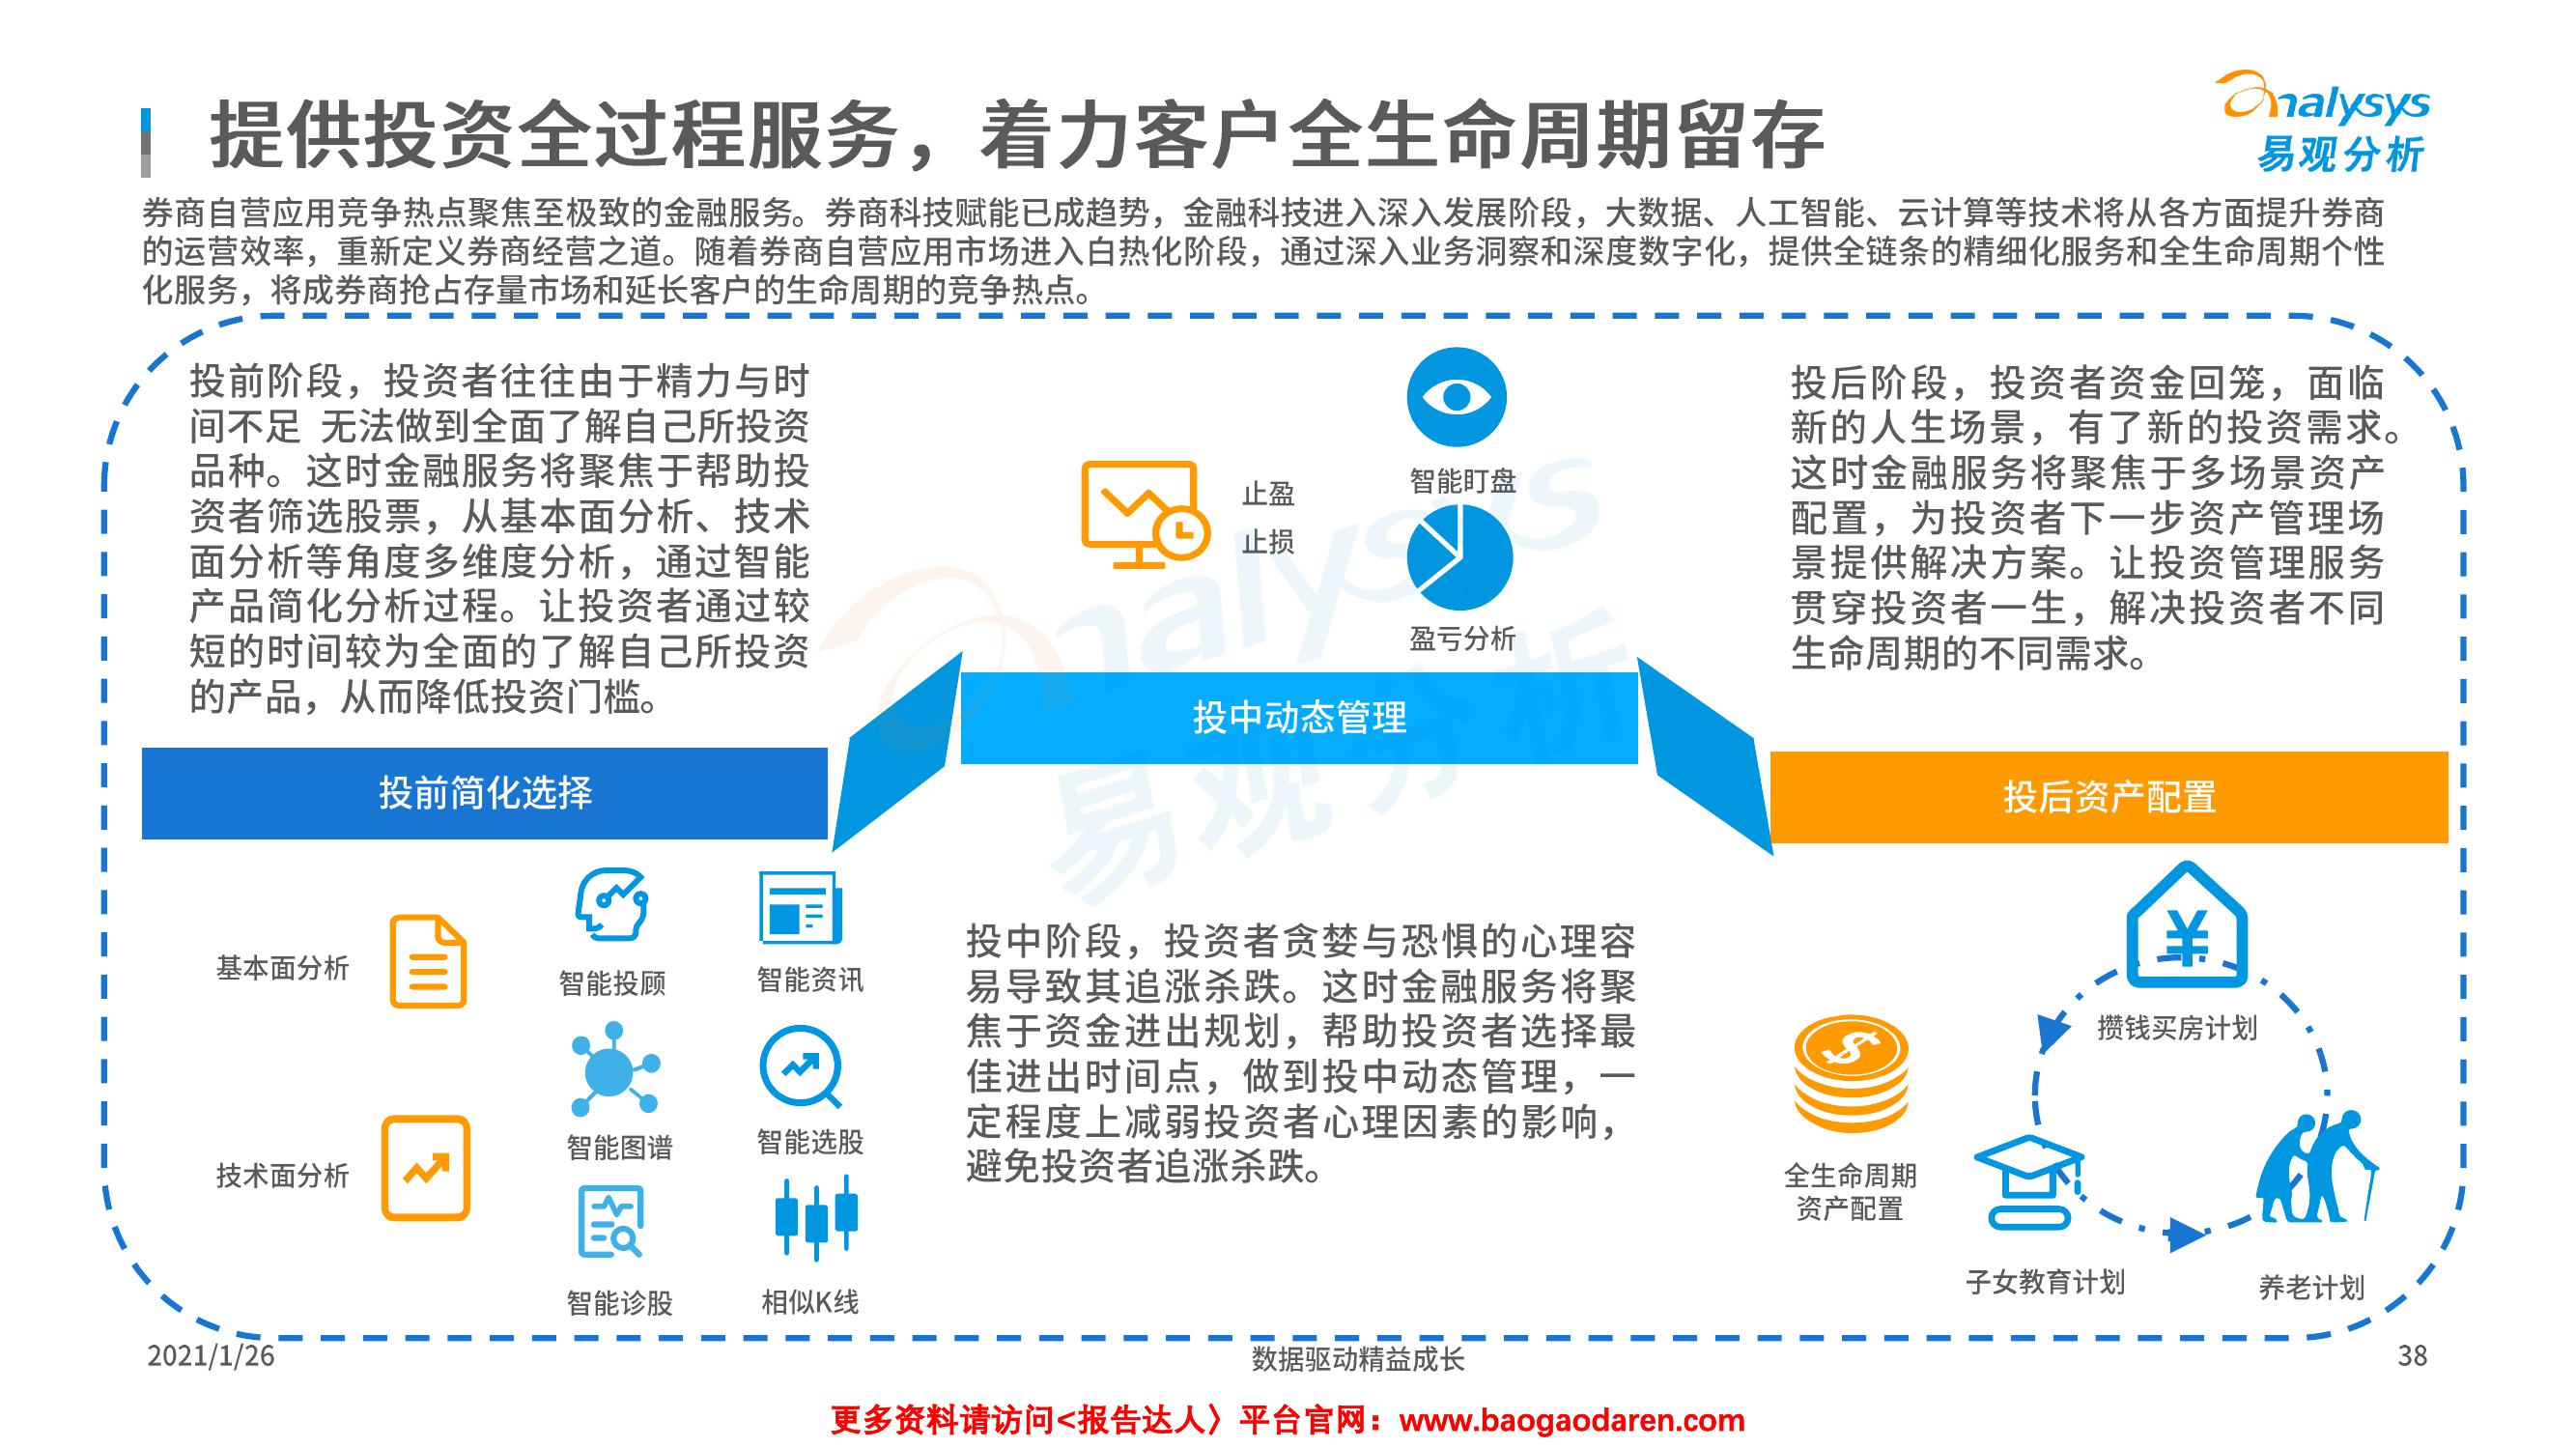 提供投资全过程服务，着力客户全生命周期留存
analysys
易观分析
券商自营应用竞争热点聚焦至极致的金融服务。券商科技赋能已成趋势，金融科技进入深入发展阶段，大数据、人工智能、云计算等技术将从各方面提升券商
的运营效率，重新定义券商经营之道。随着券商自营应用市场进入白热化阶段，通过深入业务洞察和深度数字化，提供全链条的精细化服务和全生命周期个性
化服务，将成券商抢占存量市场和延长客户的生命周期的竞争热点。
投前阶段，投资者往往由于精力与时
间不足 无法做到全面了解自己所投资
品种。这时金融服务将聚焦于帮助投
资者筛选股票，从基本面分析、技术
面分析等角度多维度分析，通过智能
产品简化分析过程。让投资者通过较
短的时间较为全面的了解自己所投资
的产品，从而降低投资门槛。
投前简化选择
基本面分析
智能投顾
智能资讯
智能图谱
智能选股
技术面分析
智能诊股
相似K线
止盈
止损
智能盯盘
盈亏分析
投中动态管理
投中阶段，投资者贪婪与恐惧的心理容
易导致其追涨杀跌。这时金融服务将聚
焦于资金进出规划，帮助投资者选择最
佳进出时间点，做到投中动态管理，一
定程度上减弱投资者心理因素的影响，
避免投资者追涨杀跌。
投后阶段，投资者资金回笼，面临
新的人生场景，有了新的投资需求。
这时金融服务将聚焦于多场景资产
配置，为投资者下一步资产管理场
景提供解决方案。让投资管理服务
贯穿投资者一生，解决投资者不同
生命周期的不同需求。
投后资产配置
¥
攒钱买房计划
$
全生命周期
资产配置
子女教育计划
养老计划
analysys
易观分析
2021/1/26
数据驱动精益成长
38
更多资料请访问<报告达人〉平台官网：www.baogaodaren.com